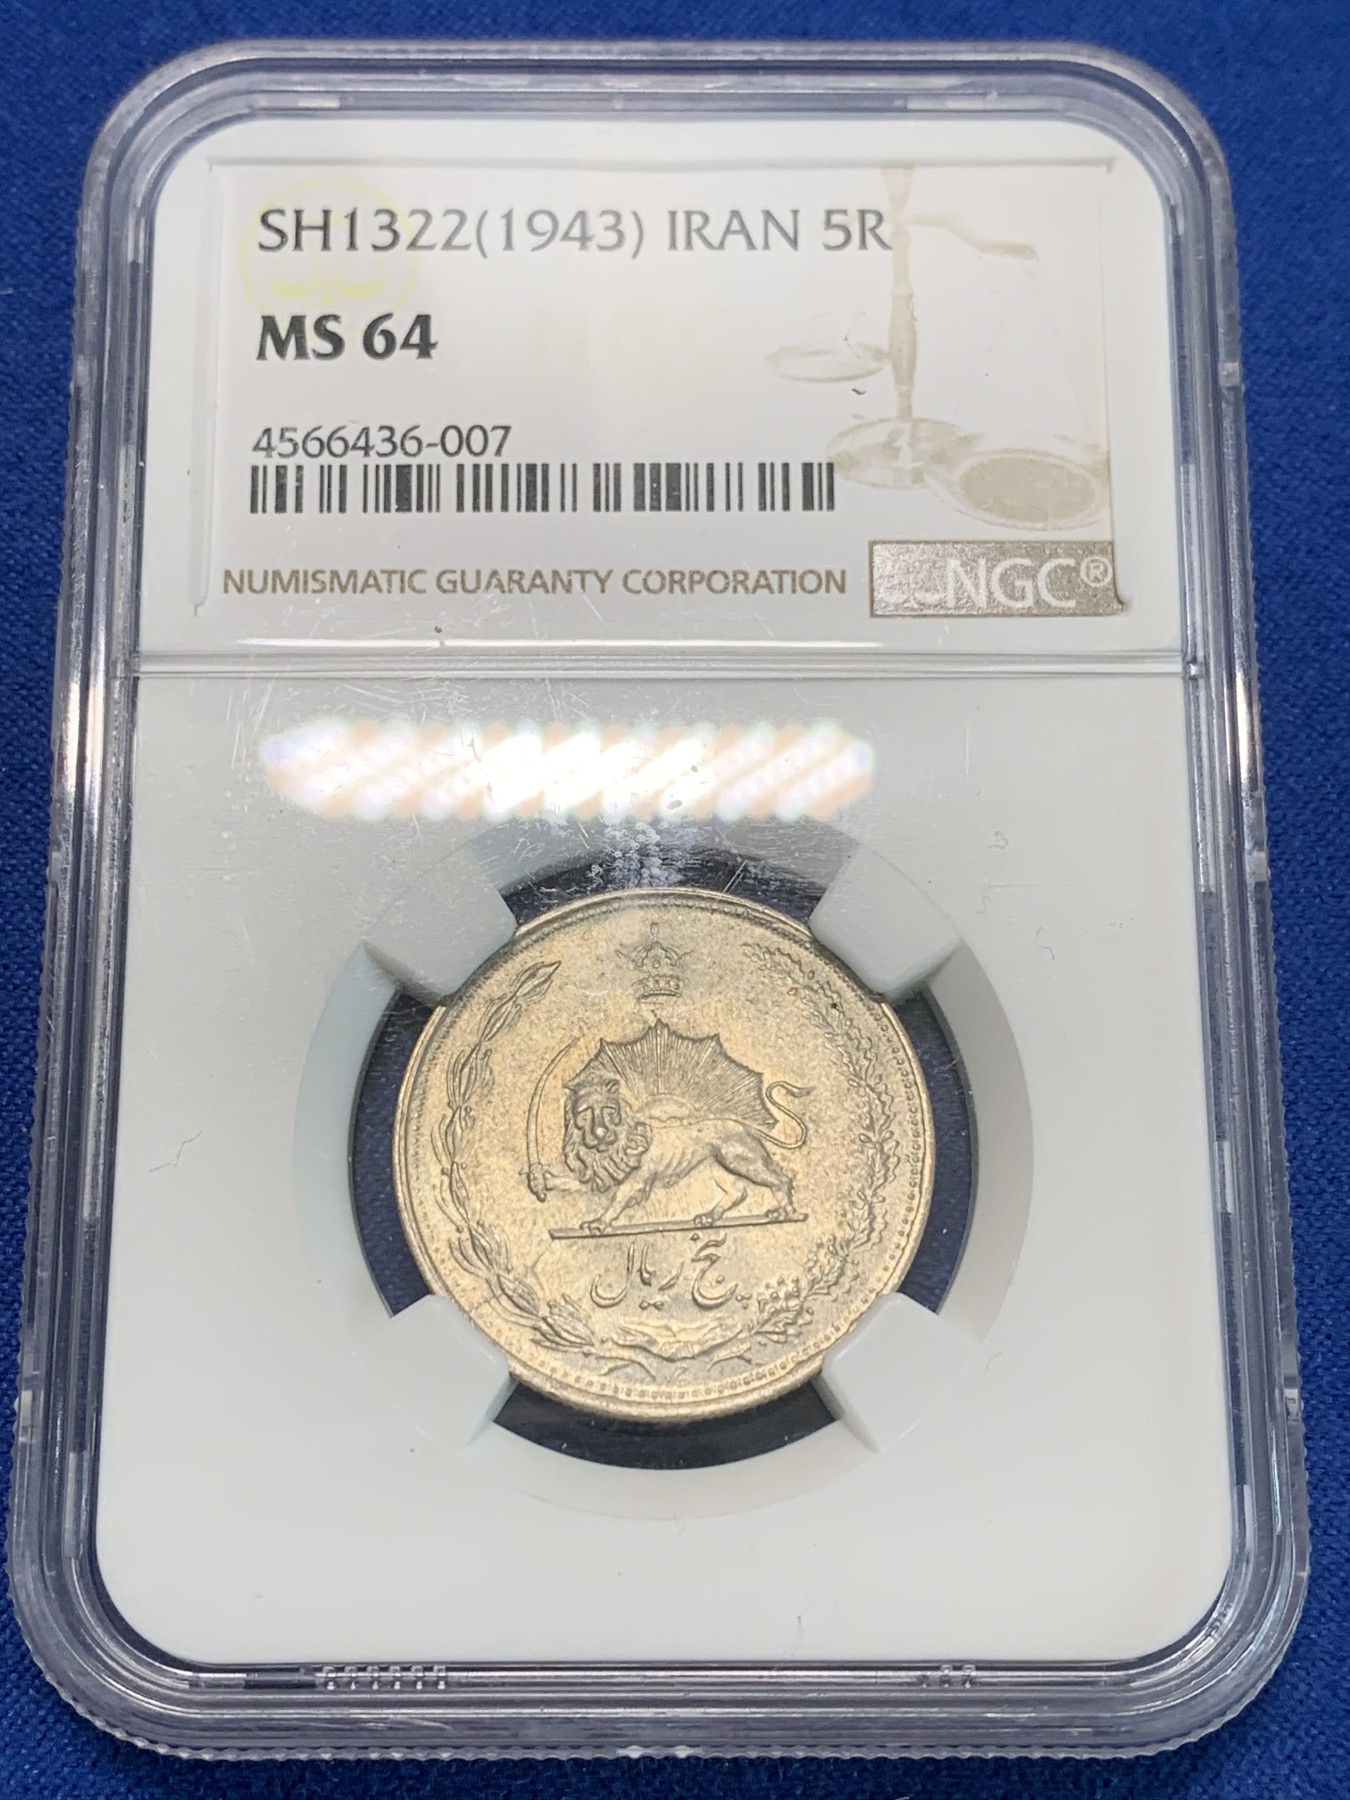 SH1322(1943) IRAN 5R
MS 64
4566436-007
NUMISMATIC GUARANTY CORPORATION
NGC®
پنج ریال